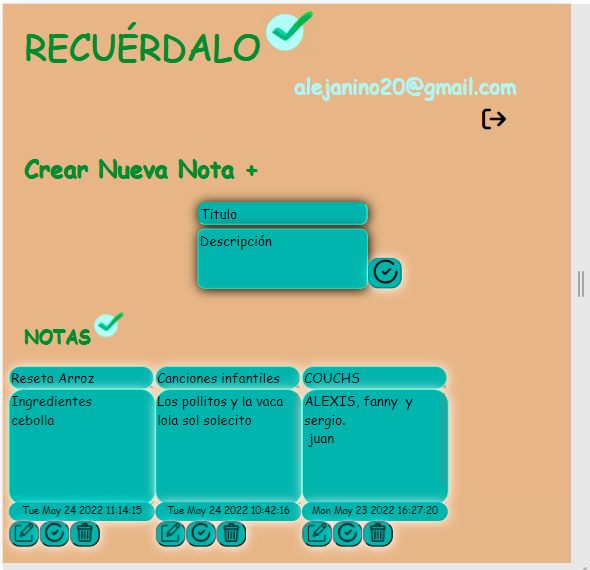 RECUÉRDALO
alejanino20@gmail.com
Crear Nueva Nota +
Titulo
Descripción
NOTAS
Reseta Arroz
Ingredientes
cebolla
Tue May 24 2022 11:14:15
Canciones infantiles
Los pollitos y la vaca
lola sol solecito
Tue May 24 2022 10:42:16
COUCHS
ALEXIS, fanny y
sergio.
juan
Mon May 23 2022 16:27:20